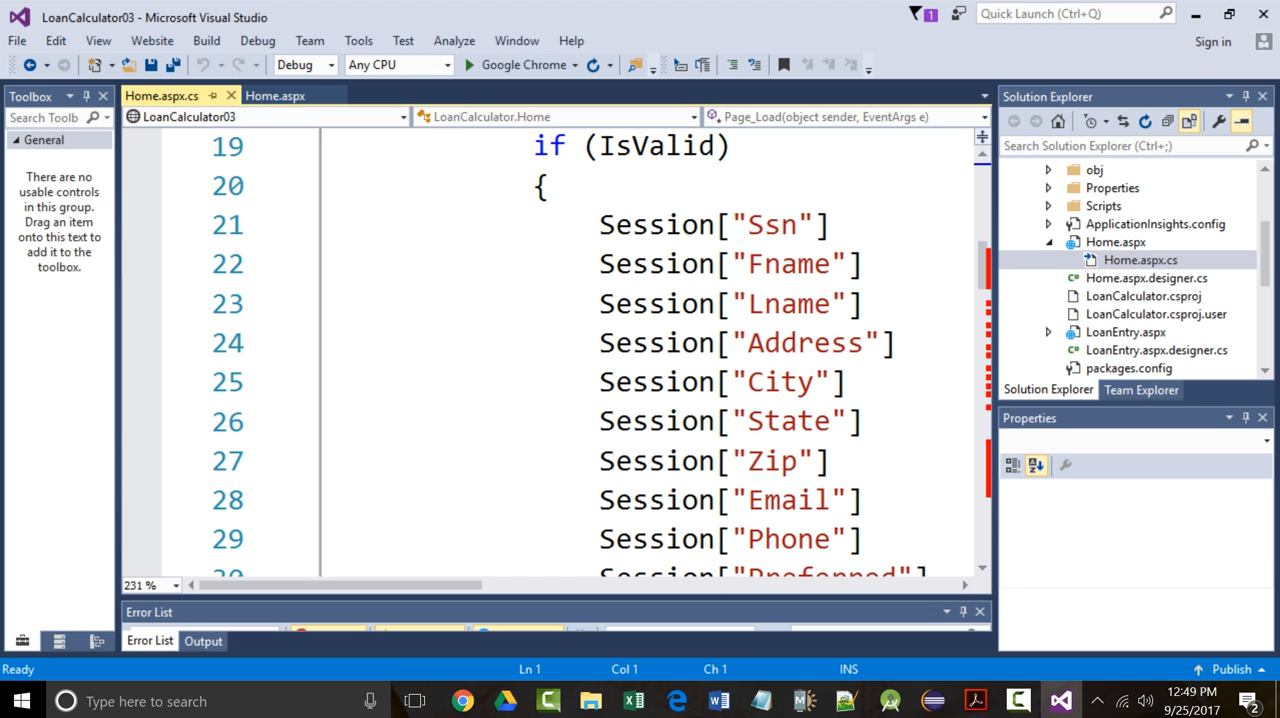 LoanCalculator03 - Microsoft Visual Studio
1
Quick Launch (Ctrl+Q)
File Edit View Website Build Debug Team Tools Test Analyze Window Help
Sign in
Debug Any CPU Google Chrome
Toolbox
Search Toolb
General
There are no
usable controls
in this group.
Drag an item
onto this text to
add it to the
toolbox.
Home.aspx.cs Home.aspx
LoanCalculator03 LoanCalculator.Home Page_Load(object sender, EventArgs e)
19 if (IsValid)
20 {
21 Session["Ssn"]
22 Session["Fname"]
23 Session["Lname"]
24 Session["Address"]
25 Session["City"]
26 Session["State"]
27 Session["Zip"]
28 Session["Email"]
29 Session["Phone"]
30 Session["Preferred"]
231 %
Error List
Error List Output
Solution Explorer
Search Solution Explorer (Ctrl+;)
obj
Properties
Scripts
ApplicationInsights.config
Home.aspx
Home.aspx.cs
Home.aspx.designer.cs
LoanCalculator.csproj
LoanCalculator.csproj.user
LoanEntry.aspx
LoanEntry.aspx.designer.cs
packages.config
Solution Explorer Team Explorer
Properties
Ready Ln 1 Col 1 Ch 1 INS Publish
Type here to search
12:49 PM
9/25/2017
2